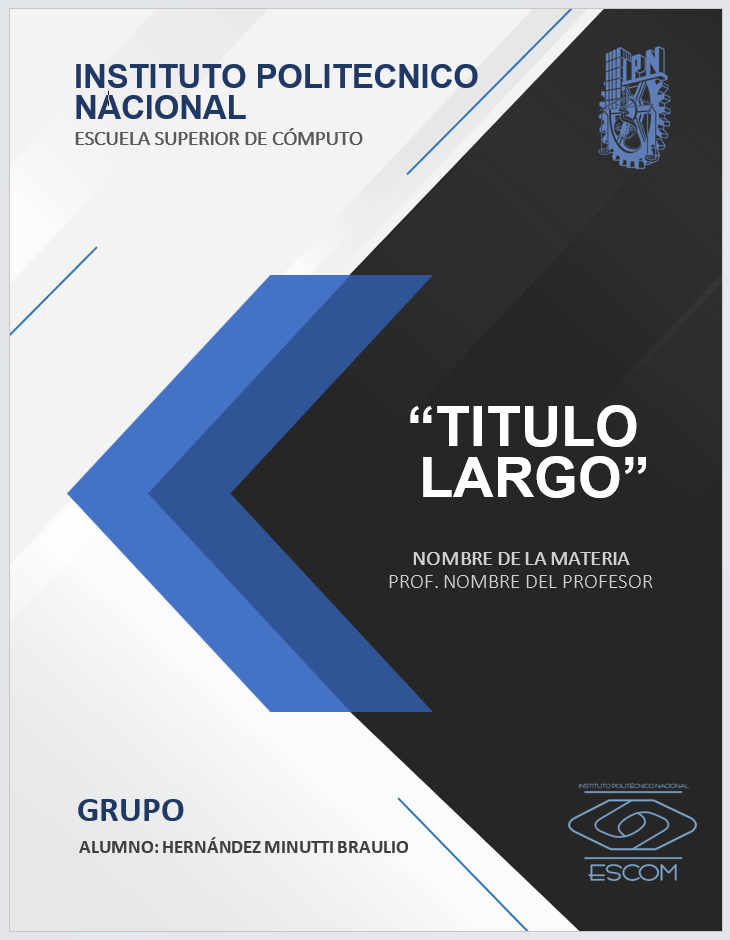 INSTITUTO POLITECNICO
NACIONAL
ESCUELA SUPERIOR DE CÓMPUTO
IPN
“TITULO
LARGO”
NOMBRE DE LA MATERIA
PROF. NOMBRE DEL PROFESOR
GRUPO
ALUMNO: HERNÁNDEZ MINUTTI BRAULIO
INSTITUTO POLITÉCNICO NACIONAL
ESCOM